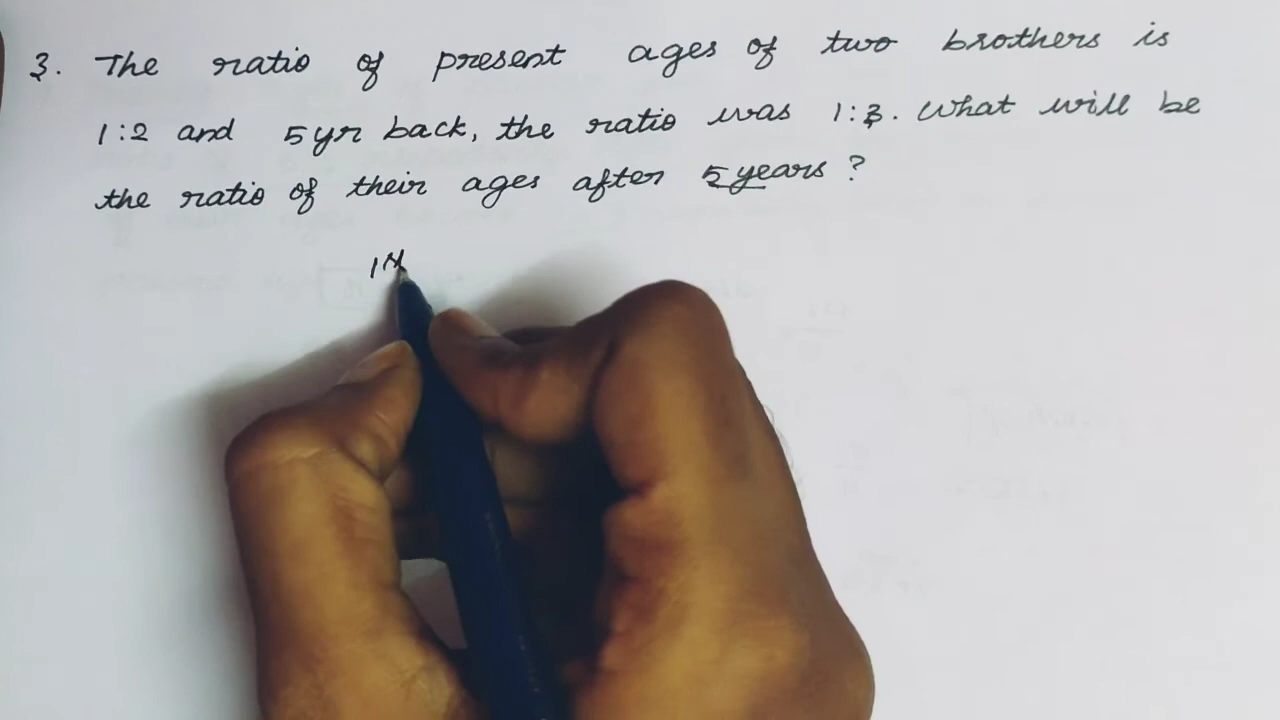 3. The ratio of present ages of two brothers is
1:2 and 5yr back, the ratio was 1:3. What will be
the ratio of their ages after 5 years?